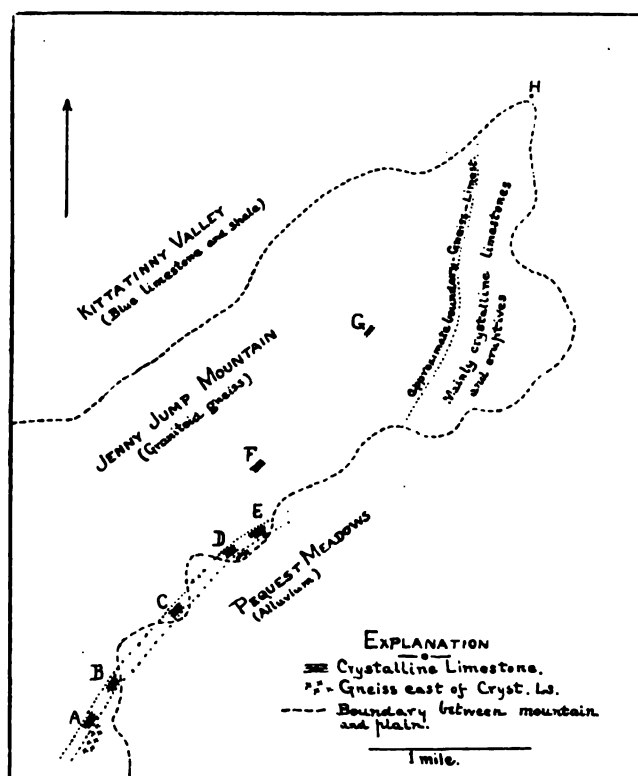 H
KITTATINNY VALLEY
(Blue limestone and shale)
approximate boundary Gneiss-Limest.
Mainly crystalline limestones
and eruptives
G
JENNY JUMP MOUNTAIN
(Granitoid gneiss)
F
E
D
PEQUEST MEADOWS
(Alluvium)
C
B
A
EXPLANATION
Crystalline Limestone.
Gneiss east of Cryst. Ls.
Boundary between mountain
and plain.
1 mile.